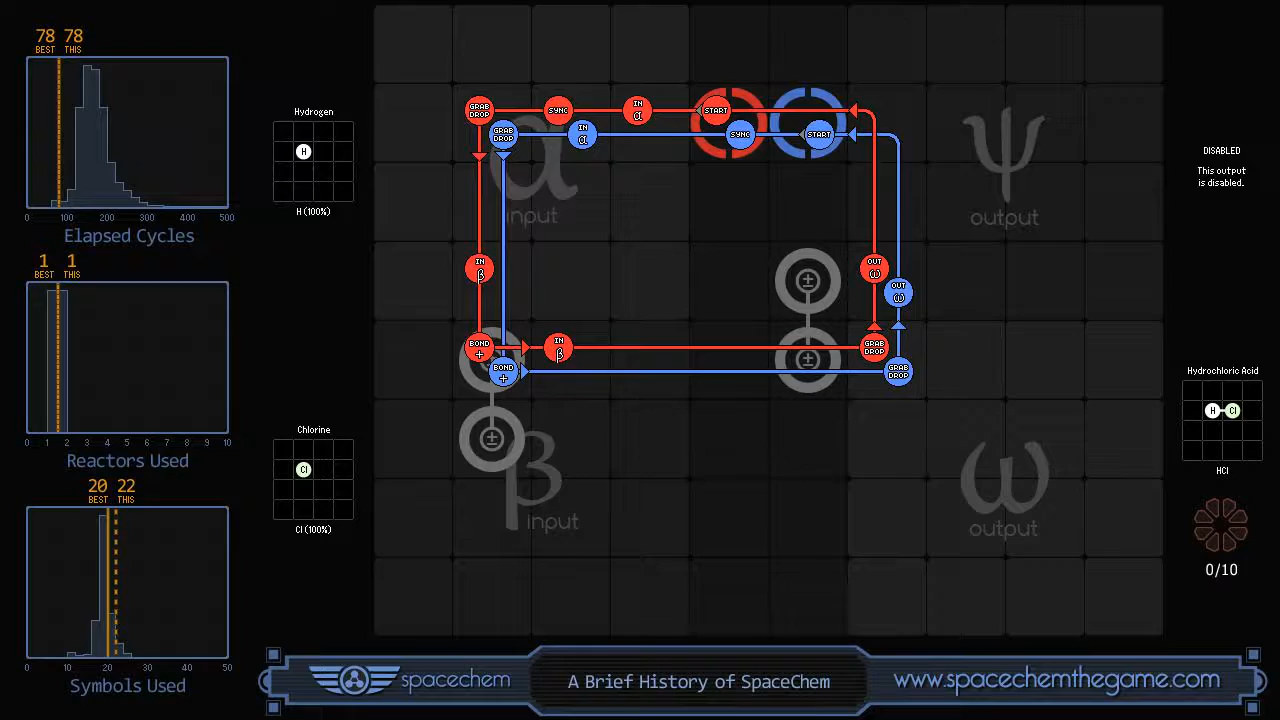 78 78
BEST THIS
0 100 200 300 400 500
Elapsed Cycles
1 1
BEST THIS
0 1 2 3 4 5 6 7 8 9 10
Reactors Used
20 22
BEST THIS
0 10 20 30 40 50
Symbols Used
Hydrogen
H
H (100%)
Chlorine
Cl
Cl (100%)
GRAB DROP
SYNC
IN α
START
GRAB DROP
IN α
SYNC
START
α
input
ψ
output
IN β
OUT ω
OUT ω
±
BOND +
IN β
±
GRAB DROP
BOND +
GRAB DROP
±
β
input
ω
output
DISABLED
This output
is disabled.
Hydrochloric Acid
H Cl
HCl
0/10
spacechem
A Brief History of SpaceChem
www.spacechemthegame.com